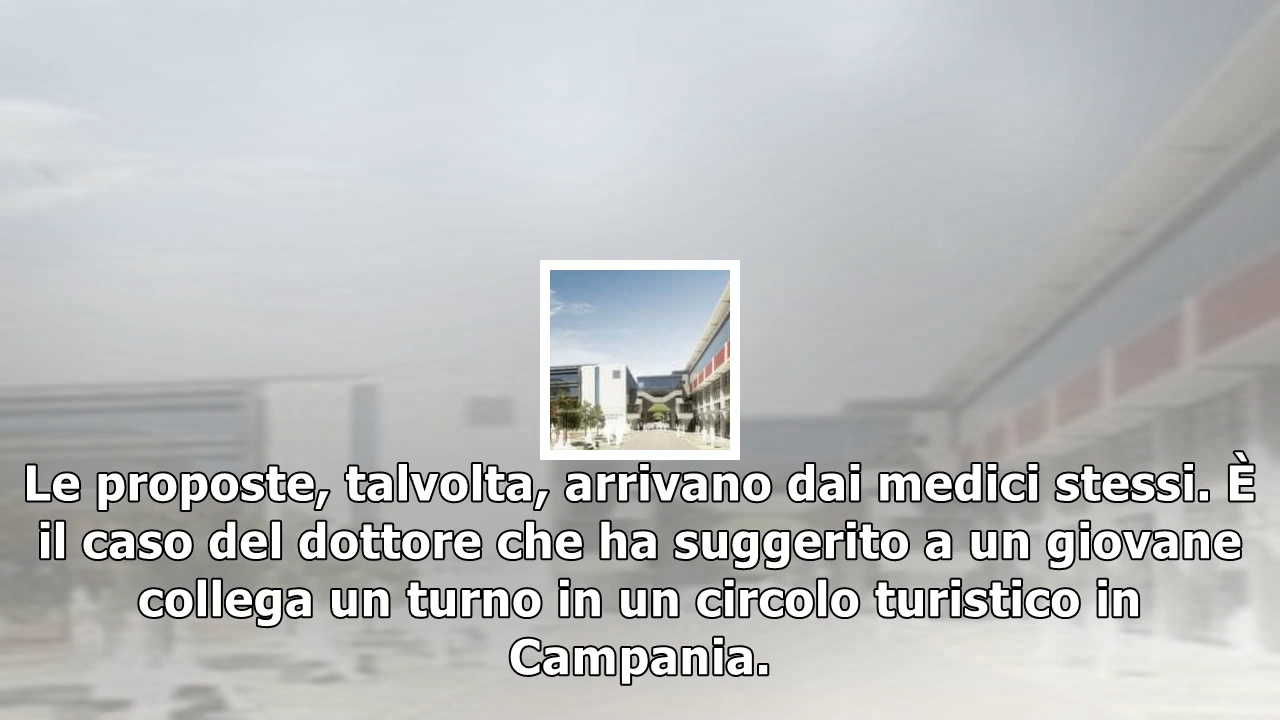 Le proposte, talvolta, arrivano dai medici stessi. È
il caso del dottore che ha suggerito a un giovane
collega un turno in un circolo turistico in
Campania.